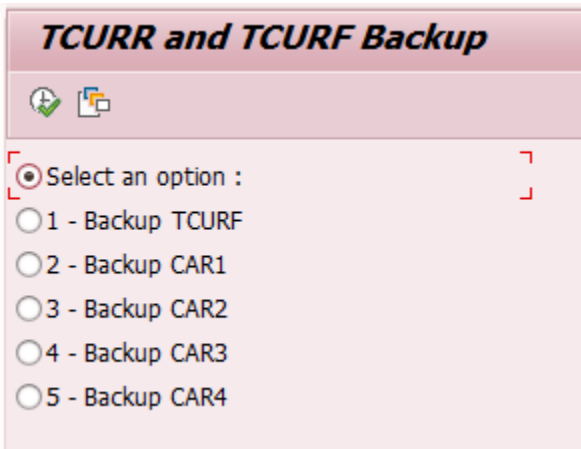 TCURR and TCURF Backup
Select an option :
1 - Backup TCURF
2 - Backup CAR1
3 - Backup CAR2
4 - Backup CAR3
5 - Backup CAR4